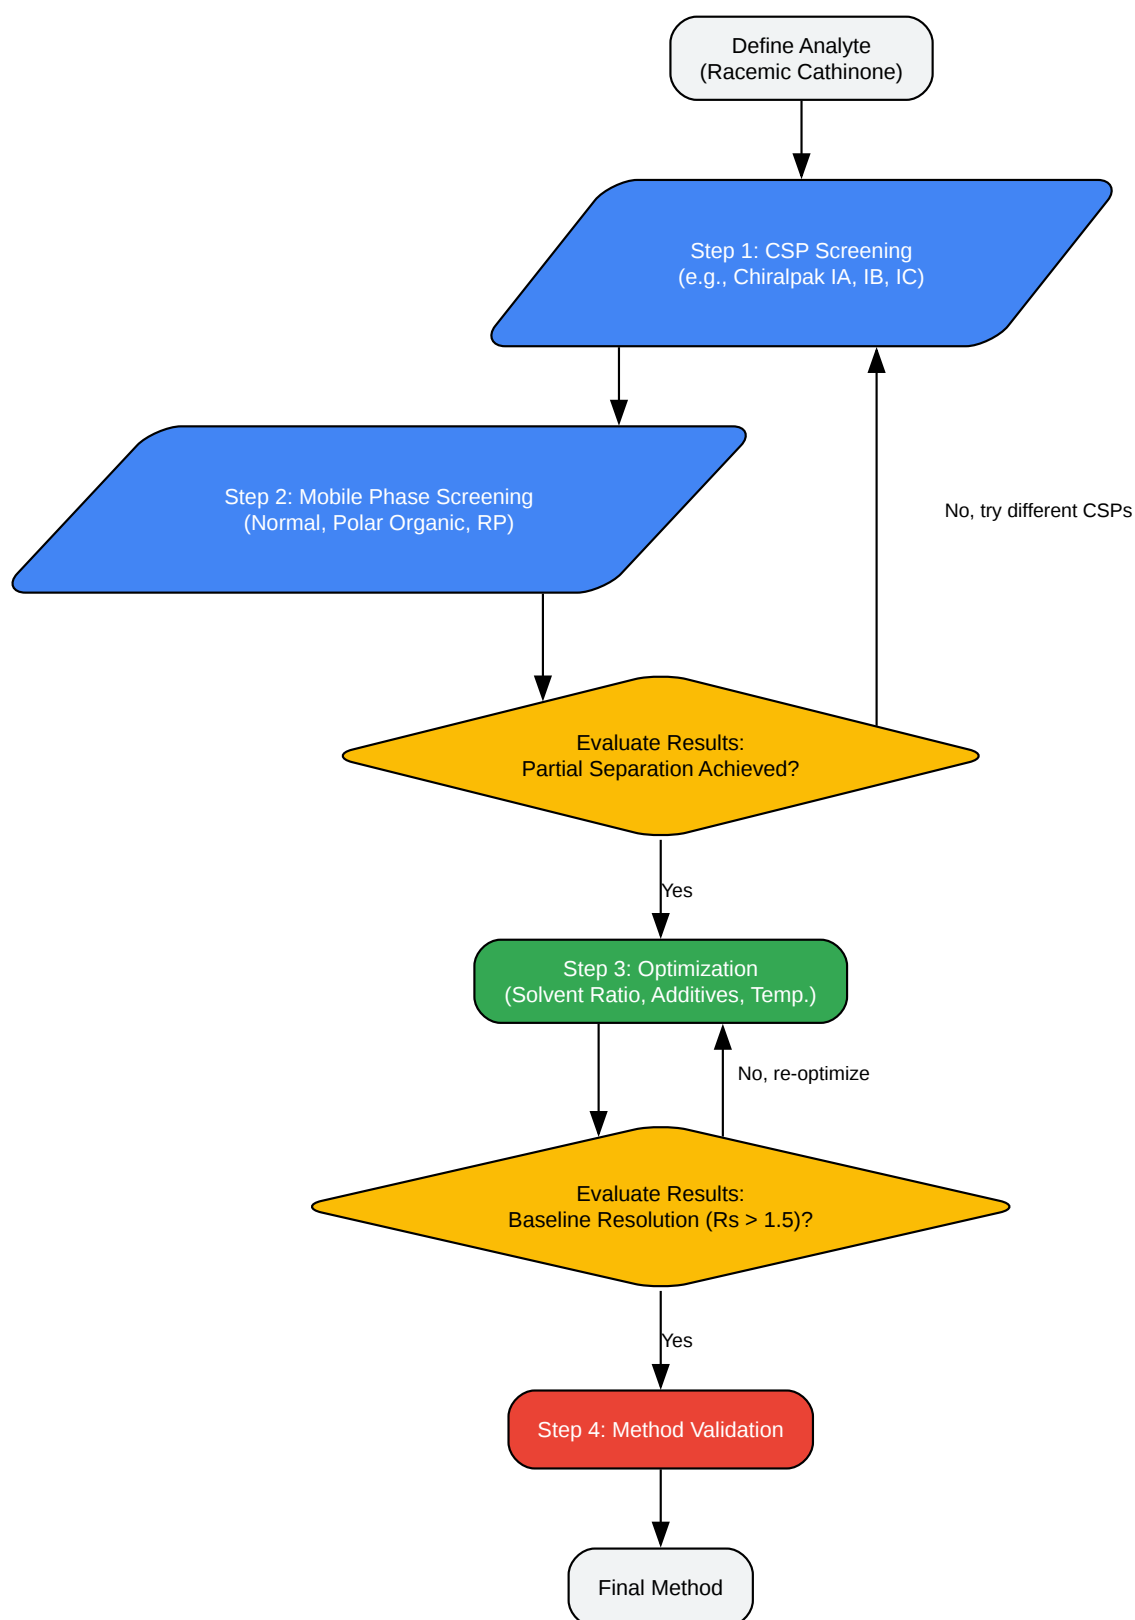 Define Analyte
(Racemic Cathinone)
Step 1: CSP Screening
(e.g., Chiralpak IA, IB, IC)
Step 2: Mobile Phase Screening
(Normal, Polar Organic, RP)
No, try different CSPs
Evaluate Results:
Partial Separation Achieved?
Yes
Step 3: Optimization
(Solvent Ratio, Additives, Temp.)
No, re-optimize
Evaluate Results:
Baseline Resolution (Rs > 1.5)?
Yes
Step 4: Method Validation
Final Method